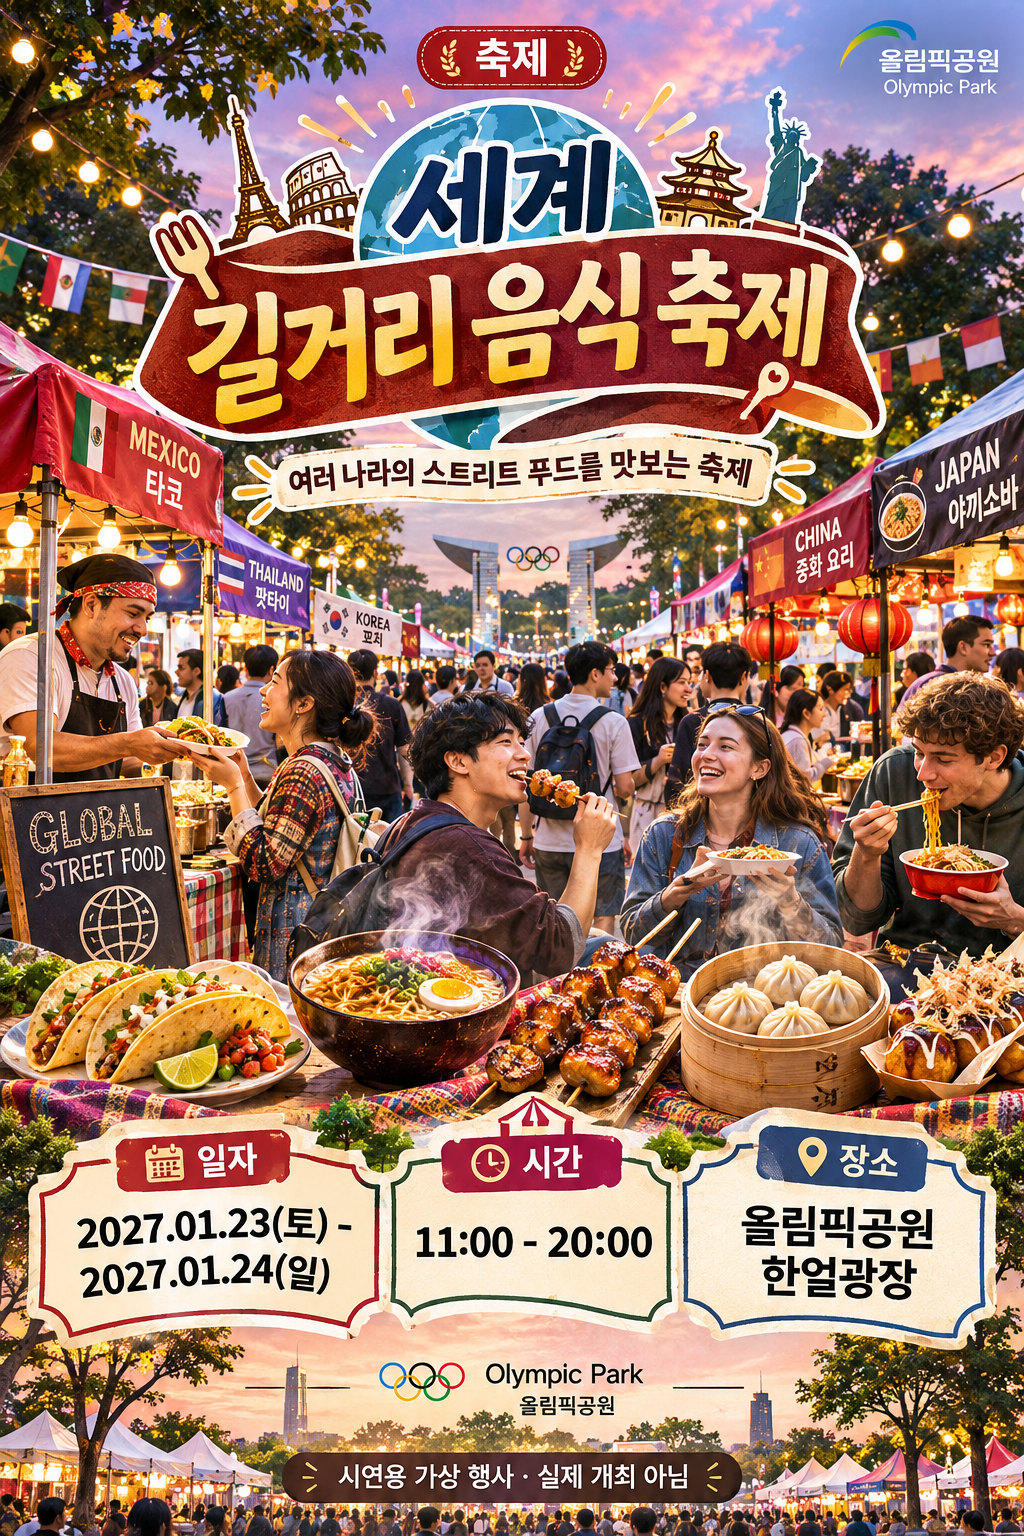 축제
올림픽공원
Olympic Park
세계
길거리 음식 축제
여러 나라의 스트리트 푸드를 맛보는 축제
MEXICO
타코
THAILAND
팟타이
KOREA
꼬치
CHINA
중화 요리
JAPAN
야끼소바
GLOBAL
STREET FOOD
일자
2027.01.23(토) -
2027.01.24(일)
시간
11:00 - 20:00
장소
올림픽공원
한얼광장
Olympic Park
올림픽공원
시연용 가상 행사 · 실제 개최 아님